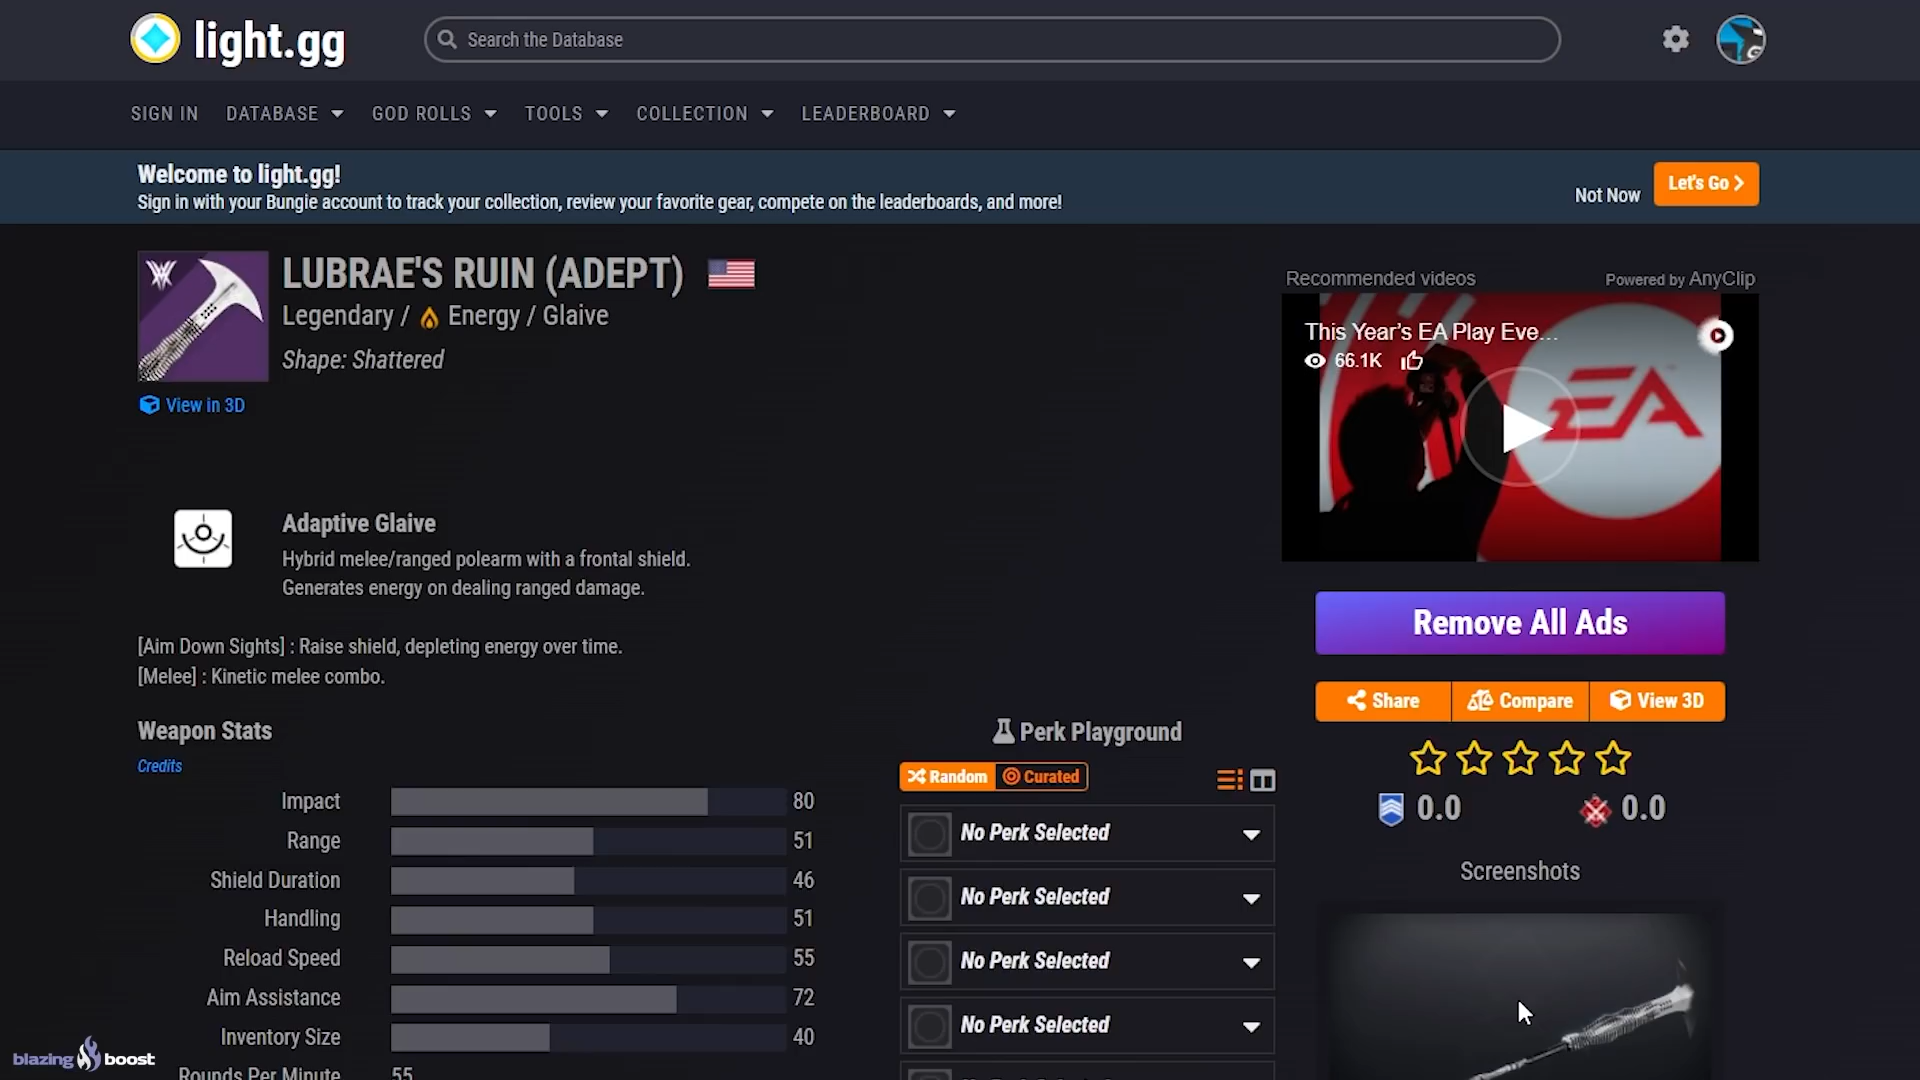 light.gg
Search the Database
SIGN IN DATABASE GOD ROLLS TOOLS COLLECTION LEADERBOARD
Welcome to light.gg!
Sign in with your Bungie account to track your collection, review your favorite gear, compete on the leaderboards, and more!
Not Now
Let's Go
LUBRAE'S RUIN (ADEPT)
Legendary / Energy / Glaive
Shape: Shattered
View in 3D
Recommended videos
Powered by AnyClip
This Year's EA Play Eve...
66.1K
EA
Adaptive Glaive
Hybrid melee/ranged polearm with a frontal shield.
Generates energy on dealing ranged damage.
[Aim Down Sights] : Raise shield, depleting energy over time.
[Melee] : Kinetic melee combo.
Remove All Ads
Share Compare View 3D
0.0 0.0
Screenshots
Weapon Stats
Credits
Impact 80
Range 51
Shield Duration 46
Handling 51
Reload Speed 55
Aim Assistance 72
Inventory Size 40
Rounds Per Minute 55
Perk Playground
Random Curated
No Perk Selected
No Perk Selected
No Perk Selected
No Perk Selected
blazing boost